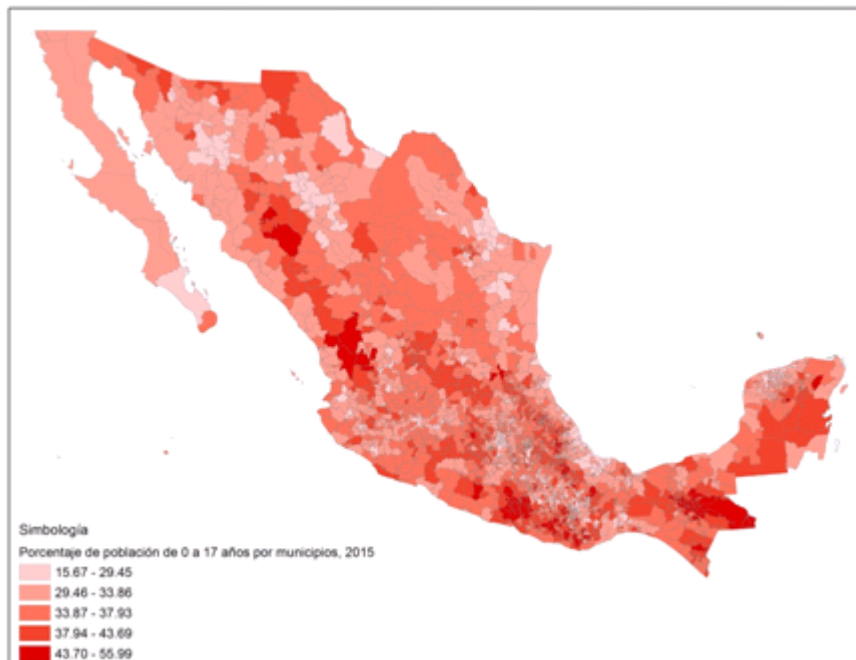 Simbología
Porcentaje de población de 0 a 17 años por municipios, 2015
15.67 - 29.45
29.46 - 33.86
33.87 - 37.93
37.94 - 43.69
43.70 - 55.99